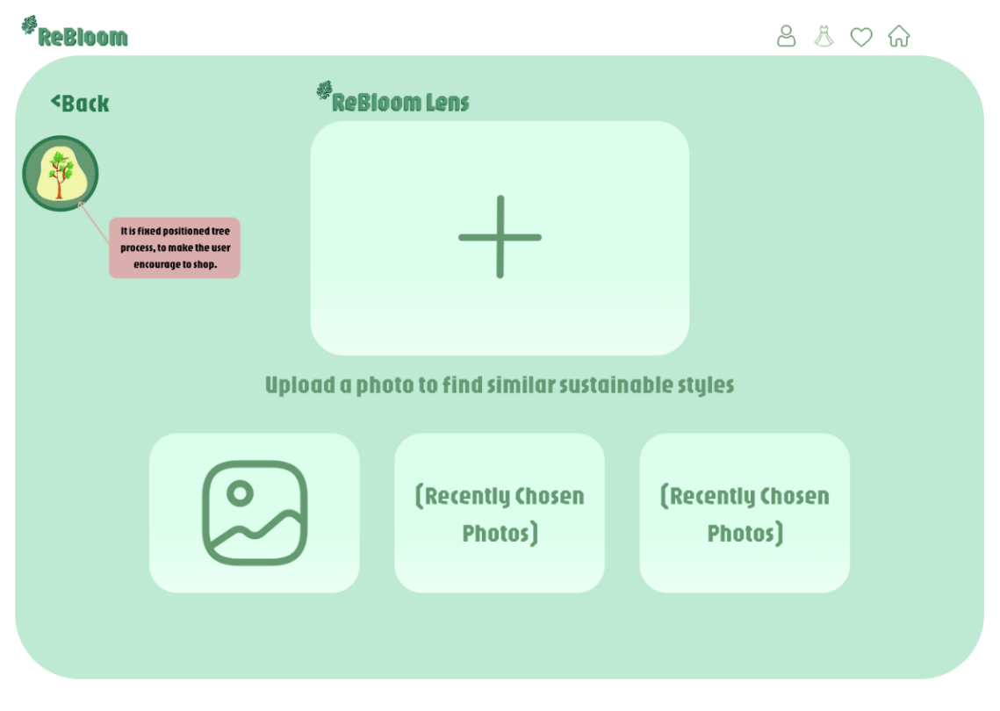 ReBloom
<Back
ReBloom Lens
It is fixed positioned tree
process, to make the user
encourage to shop.
Upload a photo to find similar sustainable styles
(Recently Chosen
Photos)
(Recently Chosen
Photos)